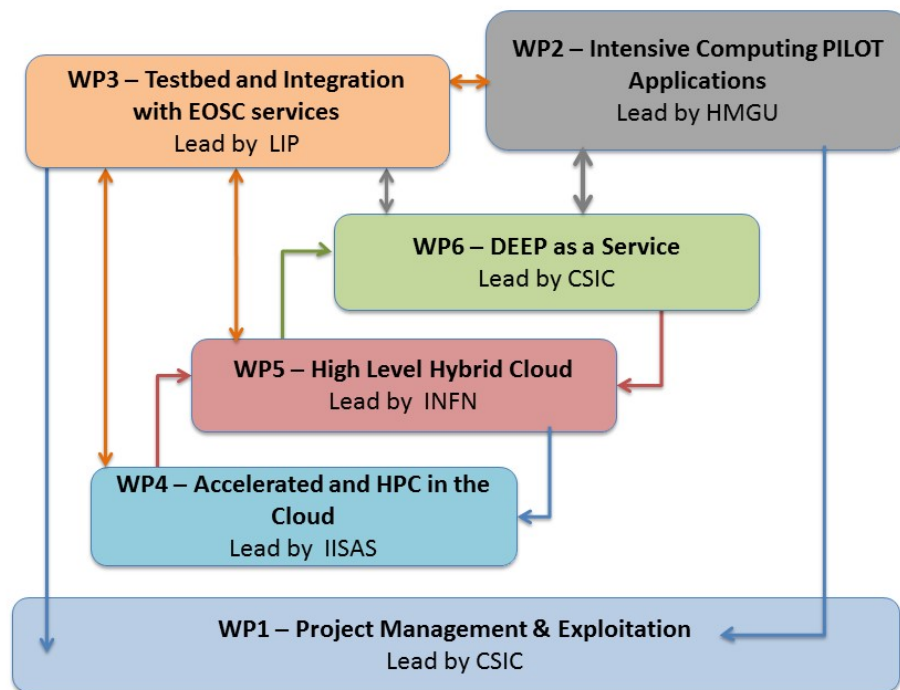 WP2 – Intensive Computing PILOT
Applications
Lead by HMGU
WP3 – Testbed and Integration
with EOSC services
Lead by LIP
WP6 – DEEP as a Service
Lead by CSIC
WP5 – High Level Hybrid Cloud
Lead by INFN
WP4 – Accelerated and HPC in the
Cloud
Lead by IISAS
WP1 – Project Management & Exploitation
Lead by CSIC